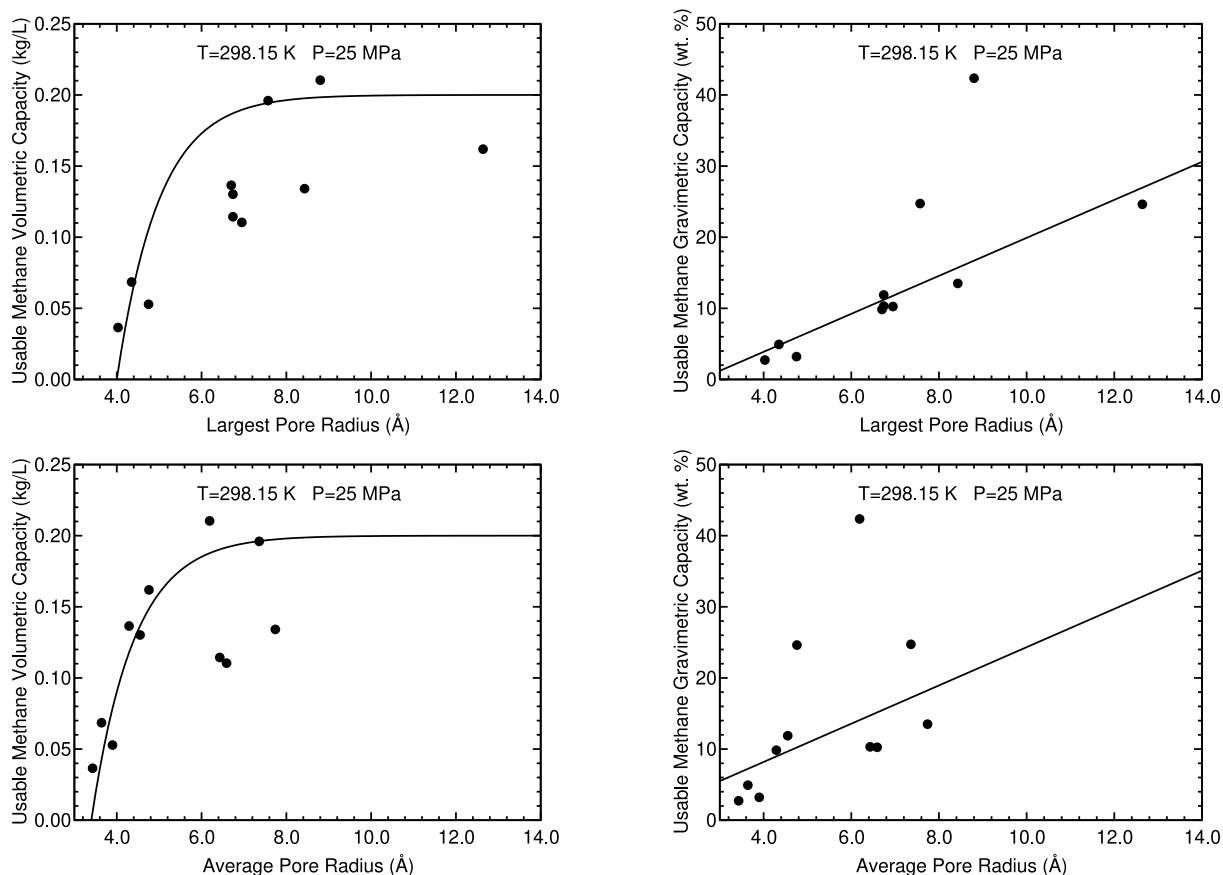 Usable Methane Volumetric Capacity (kg/L)
0.25
0.20
0.15
0.10
0.05
0.00
T=298.15 K P=25 MPa
4.0 6.0 8.0 10.0 12.0 14.0
Largest Pore Radius (Å)
Usable Methane Gravimetric Capacity (wt. %)
50
40
30
20
10
0
T=298.15 K P=25 MPa
4.0 6.0 8.0 10.0 12.0 14.0
Largest Pore Radius (Å)
Usable Methane Volumetric Capacity (kg/L)
0.25
0.20
0.15
0.10
0.05
0.00
T=298.15 K P=25 MPa
4.0 6.0 8.0 10.0 12.0 14.0
Average Pore Radius (Å)
Usable Methane Gravimetric Capacity (wt. %)
50
40
30
20
10
0
T=298.15 K P=25 MPa
4.0 6.0 8.0 10.0 12.0 14.0
Average Pore Radius (Å)